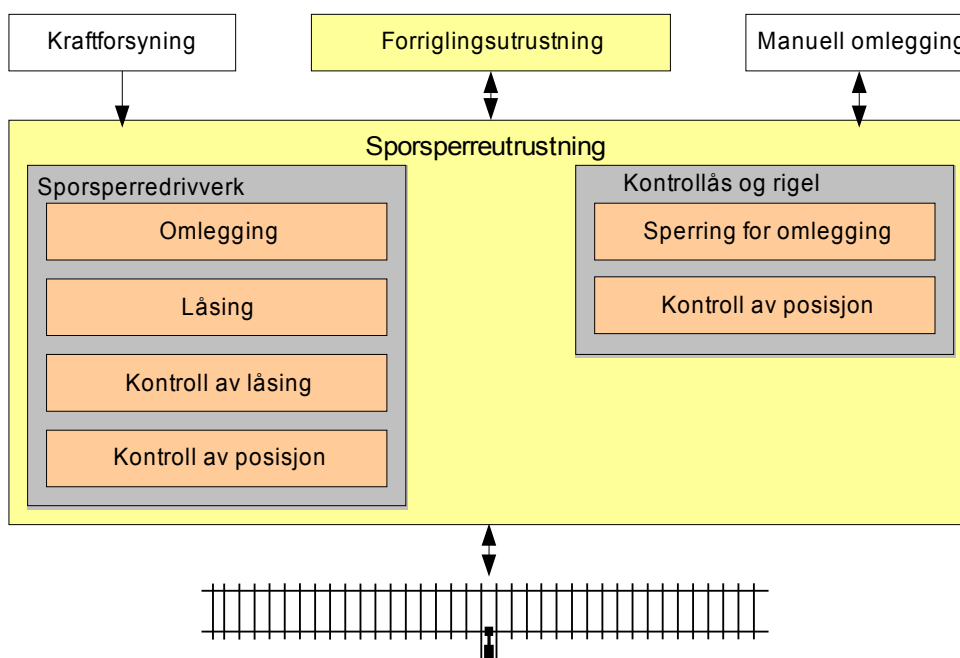 Kraftforsyning
Forriglingsutrustning
Manuell omlegging
Sporsperreutrustning
Sporsperredrivverk
Omlegging
Låsing
Kontroll av låsing
Kontroll av posisjon
Kontrollås og rigel
Sperring for omlegging
Kontroll av posisjon